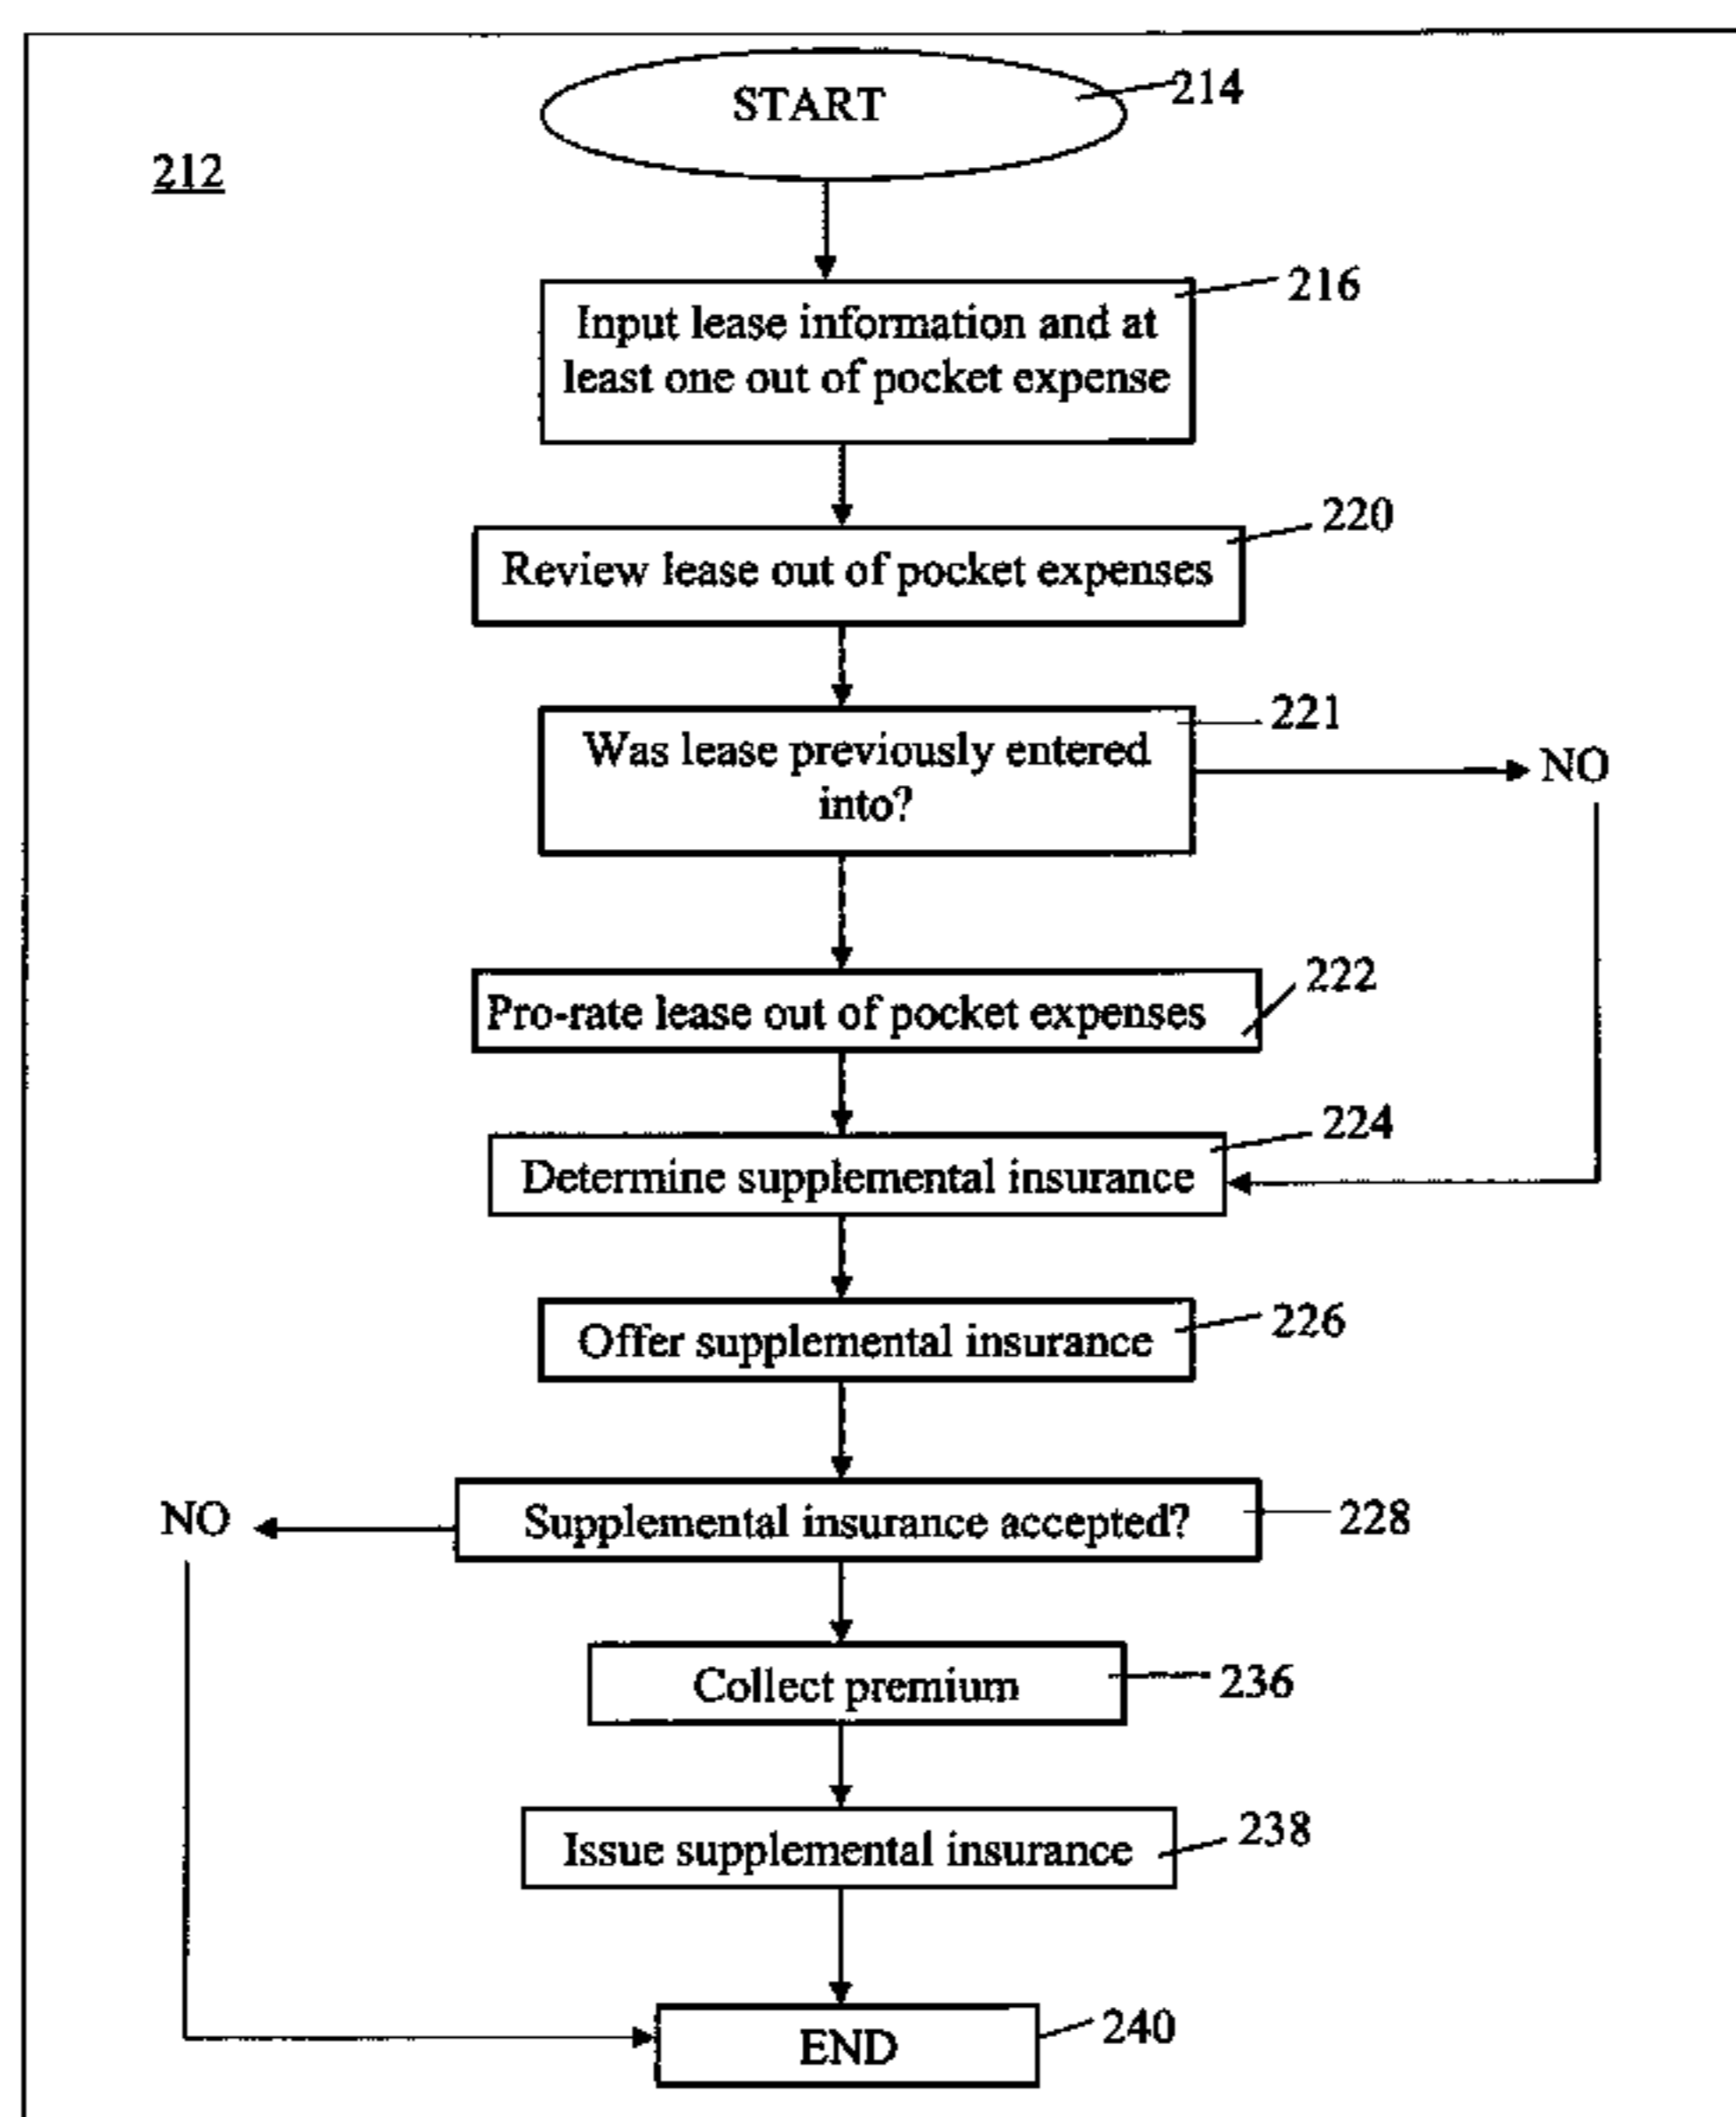 START
214
212
216
Input lease information and at
least one out of pocket expense
220
Review lease out of pocket expenses
221
Was lease previously entered
into?
NO
222
Pro-rate lease out of pocket expenses
224
Determine supplemental insurance
226
Offer supplemental insurance
NO
Supplemental insurance accepted?
228
Collect premium
236
Issue supplemental insurance
238
END
240